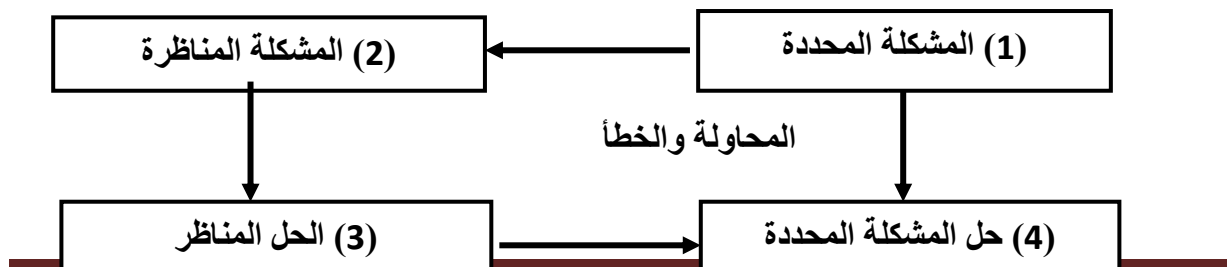 (1) المشكلة المحددة
(2) المشكلة المناظرة
المحاولة والخطأ
(3) الحل المناظر
(4) حل المشكلة المحددة